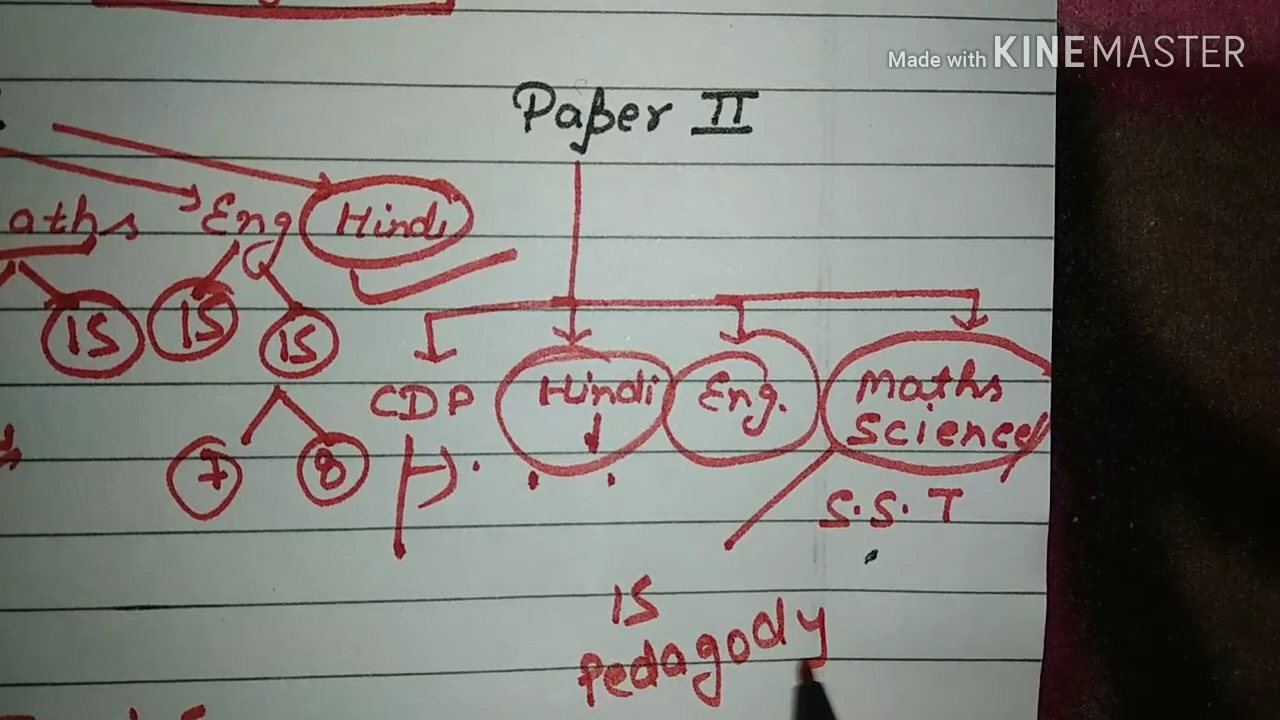 Made with KINEMASTER
Paper II
aths Eng Hindi
15 15 15
CDP Hindi Eng. Maths
Science
7 8
S.S.T
15
Pedagody